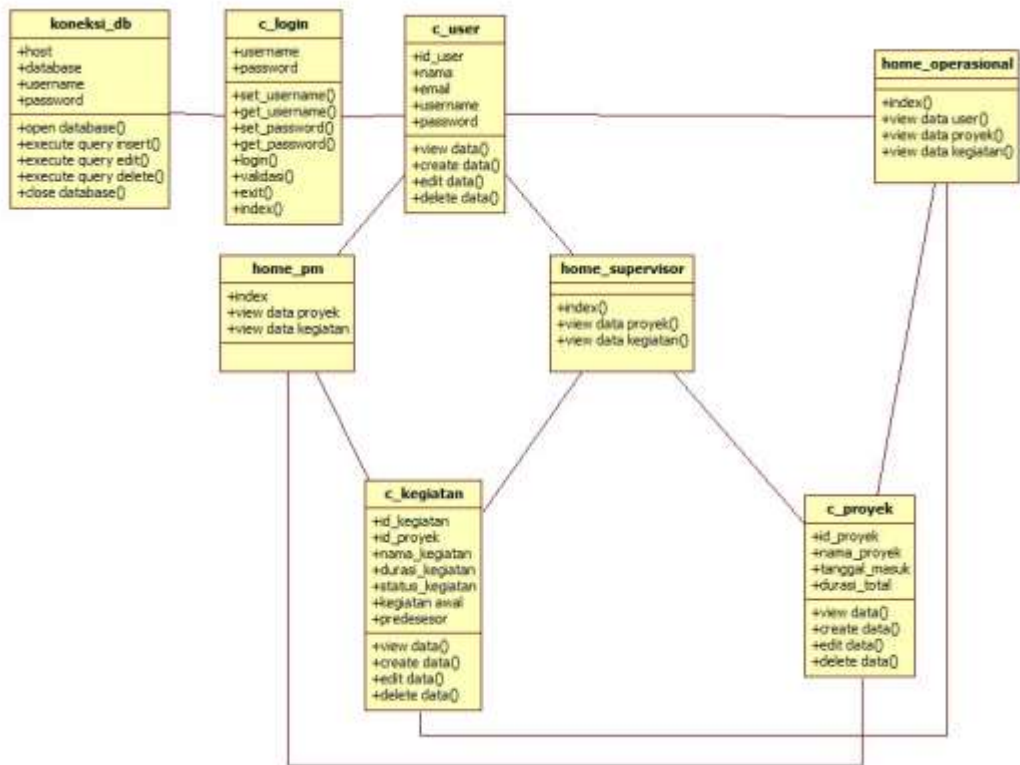 koneksi_db
+host
+database
+username
+password
+open database()
+execute query insert()
+execute query edit()
+execute query delete()
+close database()
c_login
+username
+password
+set_username()
+get_username()
+set_password()
+get_password()
+login()
+validasi()
+exit()
+index()
c_user
+id_user
+nama
+email
+username
+password
+view data()
+create data()
+edit data()
+delete data()
home_operasional
+index()
+view data user()
+view data proyek()
+view data kegiatan()
home_pm
+index
+view data proyek
+view data kegiatan
home_supervisor
+index()
+view data proyek()
+view data kegiatan()
c_kegiatan
+id_kegiatan
+id_proyek
+nama_kegiatan
+durasi_kegiatan
+status_kegiatan
+kegiatan awal
+predesesor
+view data()
+create data()
+edit data()
+delete data()
c_proyek
+id_proyek
+nama_proyek
+tanggal_masuk
+durasi_total
+view data()
+create data()
+edit data()
+delete data()